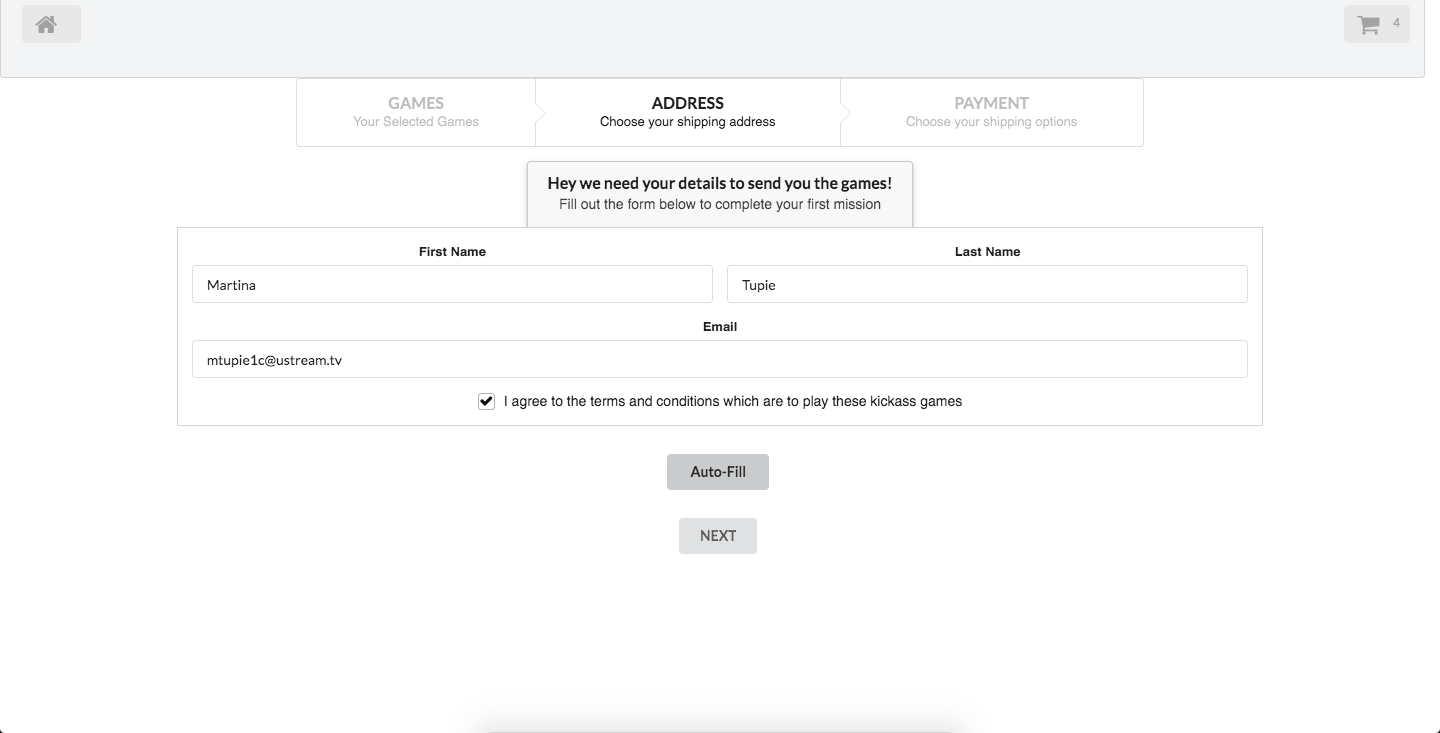 4
GAMES
Your Selected Games
ADDRESS
Choose your shipping address
PAYMENT
Choose your shipping options
Hey we need your details to send you the games!
Fill out the form below to complete your first mission
First Name
Last Name
Martina
Tupie
Email
mtupie1c@ustream.tv
I agree to the terms and conditions which are to play these kickass games
Auto-Fill
NEXT